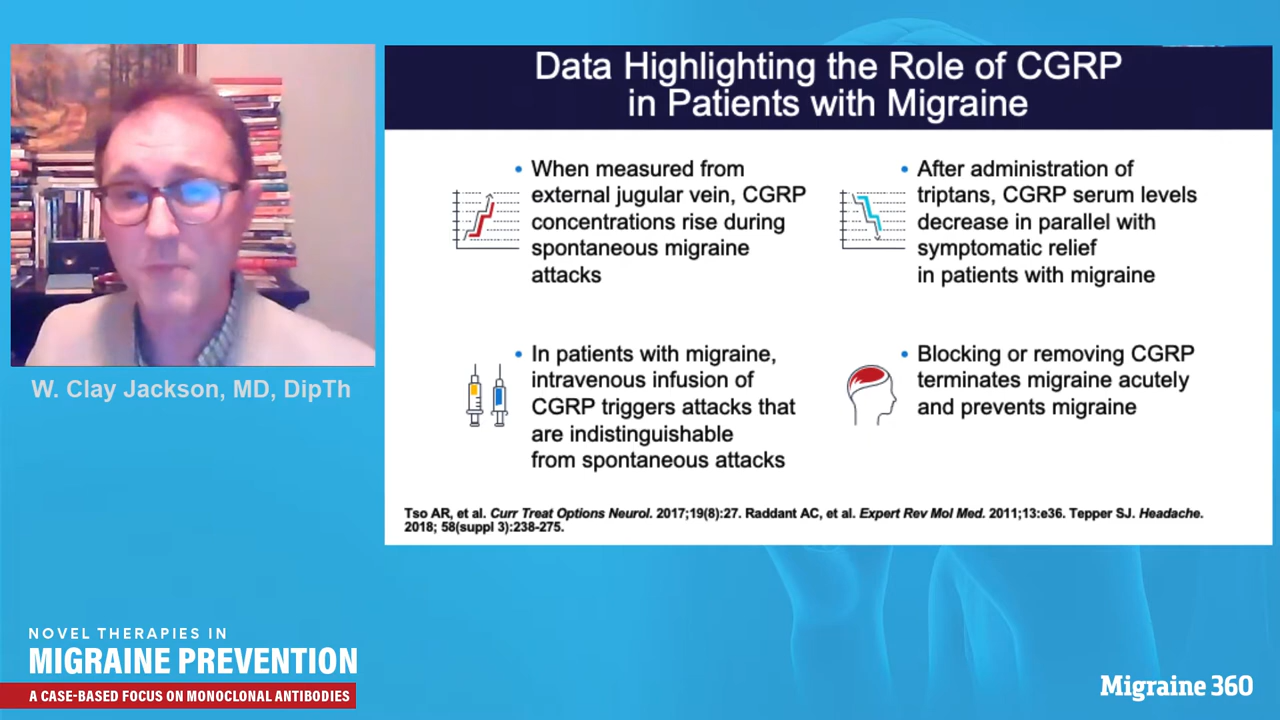 Data Highlighting the Role of CGRP
in Patients with Migraine
• When measured from
external jugular vein, CGRP
concentrations rise during
spontaneous migraine
attacks
• After administration of
triptans, CGRP serum levels
decrease in parallel with
symptomatic relief
in patients with migraine
• In patients with migraine,
intravenous infusion of
CGRP triggers attacks that
are indistinguishable
from spontaneous attacks
• Blocking or removing CGRP
terminates migraine acutely
and prevents migraine
Tso AR, et al. Curr Treat Options Neurol. 2017;19(8):27. Raddant AC, et al. Expert Rev Mol Med. 2011;13:e36. Tepper SJ. Headache.
2018; 58(suppl 3):238-275.
W. Clay Jackson, MD, DipTh
NOVEL THERAPIES IN
MIGRAINE PREVENTION
A CASE-BASED FOCUS ON MONOCLONAL ANTIBODIES
Migraine 360